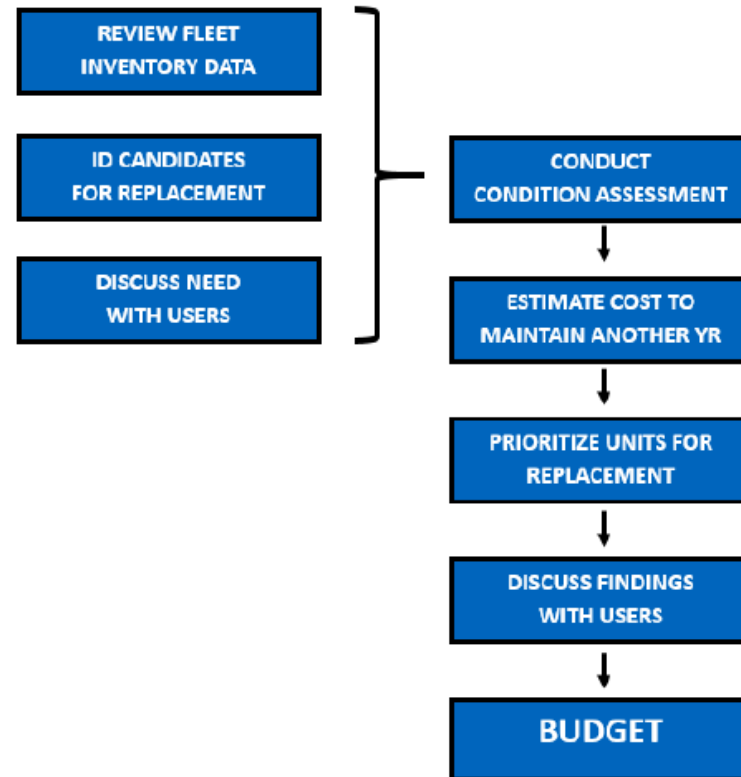 REVIEW FLEET
INVENTORY DATA
ID CANDIDATES
FOR REPLACEMENT
DISCUSS NEED
WITH USERS
CONDUCT
CONDITION ASSESSMENT
ESTIMATE COST TO
MAINTAIN ANOTHER YR
PRIORITIZE UNITS FOR
REPLACEMENT
DISCUSS FINDINGS
WITH USERS
BUDGET